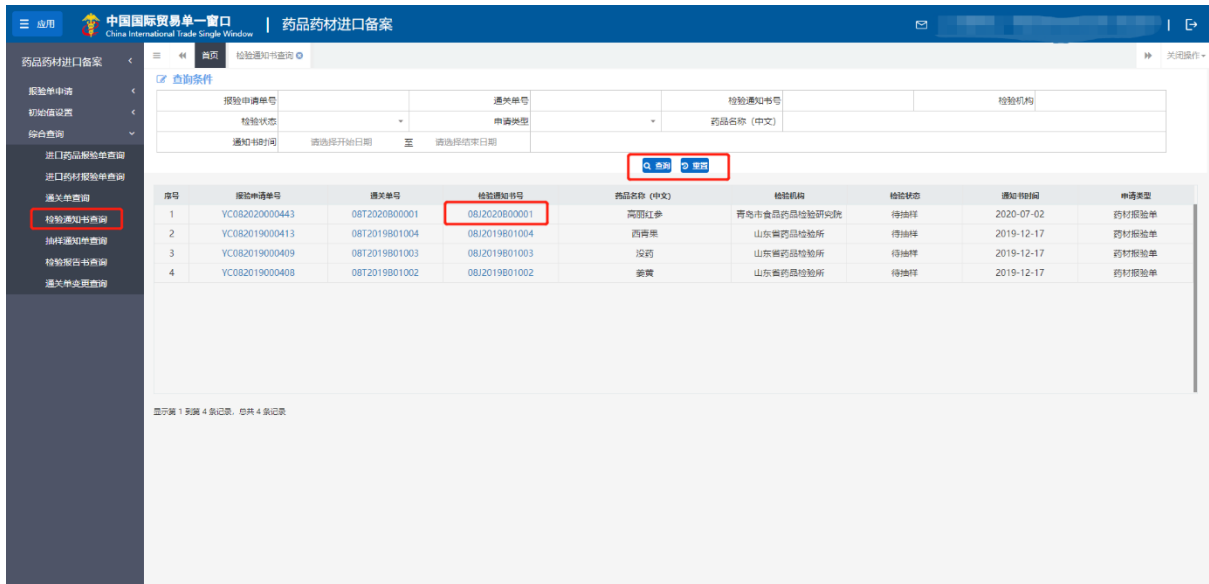 应用 中国国际贸易单一窗口 药品药材进口备案
China International Trade Single Window
药品药材进口备案 首页 检验通知书查询 关闭操作
查询条件
报验单申请
初始值设置
综合查询
进口药品报验单查询
进口药材报验单查询
通关单查询
检验通知书查询
抽样通知单查询
检验报告书查询
通关单变更查询
报验申请单号 通关单号 检验通知书号 检验机构
检验状态 申请类型 药品名称（中文）
通知书时间 请选择开始日期 至 请选择结束日期
查询 重置
序号 报验申请单号 通关单号 检验通知书号 药品名称（中文） 检验机构 检验状态 通知书时间 申请类型
1 YC082020000443 08T2020B00001 08J2020B00001 高丽红参 青岛市食品药品检验研究院 待抽样 2020-07-02 药材报验单
2 YC082019000413 08T2019B01004 08J2019B01004 西青果 山东省药品检验所 待抽样 2019-12-17 药材报验单
3 YC082019000409 08T2019B01003 08J2019B01003 没药 山东省药品检验所 待抽样 2019-12-17 药材报验单
4 YC082019000408 08T2019B01002 08J2019B01002 姜黄 山东省药品检验所 待抽样 2019-12-17 药材报验单
显示第 1 到第 4 条记录，总共 4 条记录